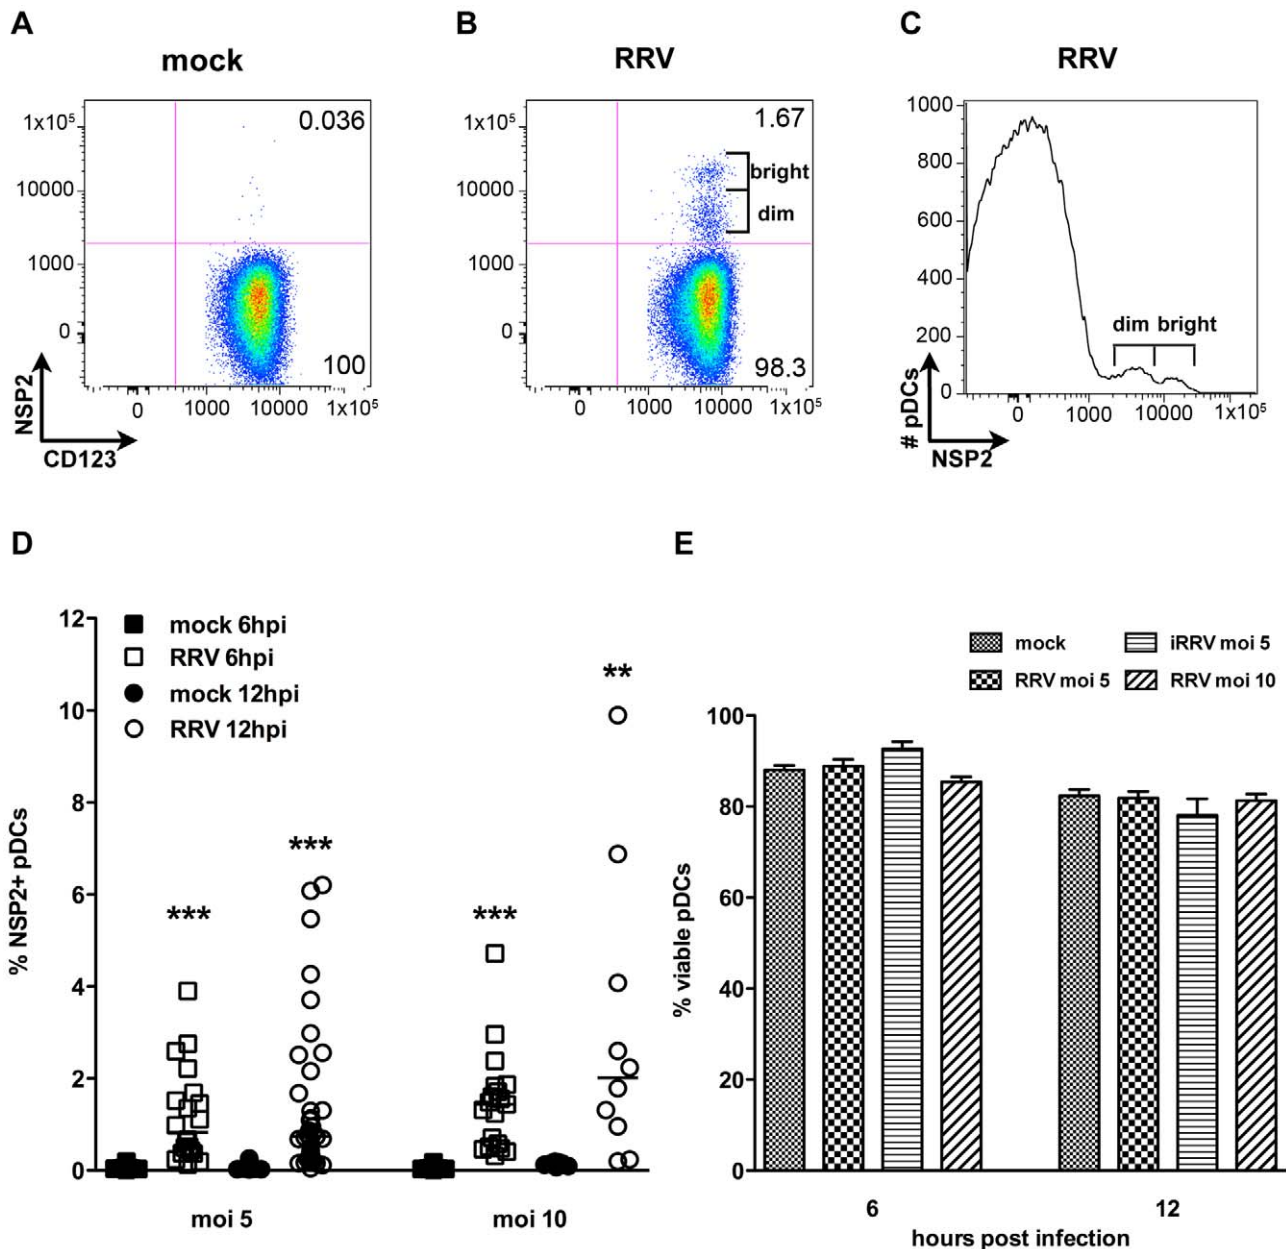 A
mock
0.036
1x10⁵
10000
1000
0
100
NSP2
CD123
0 1000 10000 1x10⁵
B
RRV
1.67
1x10⁵
10000
1000
0
bright
dim
98.3
0 1000 10000 1x10⁵
C
RRV
1000
800
600
400
200
0
dim bright
# pDCs
NSP2
0 1000 10000 1x10⁵
D
mock 6hpi
RRV 6hpi
mock 12hpi
RRV 12hpi
12
10
8
6
4
2
0
% NSP2+ pDCs
***
***
***
**
moi 5 moi 10
E
mock iRRV moi 5
RRV moi 5 RRV moi 10
100
80
60
40
20
0
% viable pDCs
6 12
hours post infection